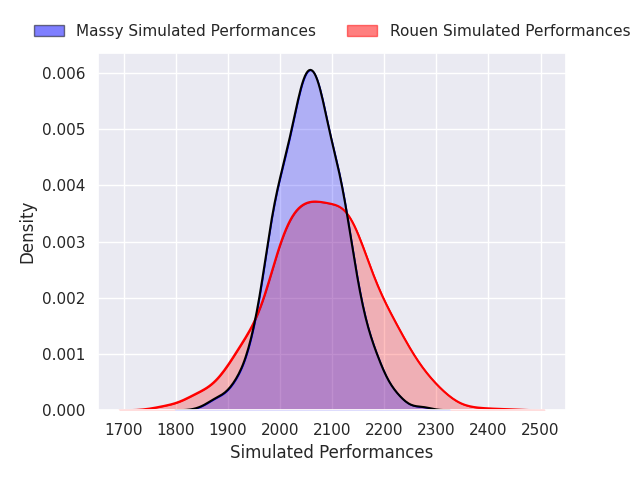 Massy Simulated Performances
Rouen Simulated Performances
0.006
0.005
0.004
0.003
0.002
0.001
0.000
Density
1700 1800 1900 2000 2100 2200 2300 2400 2500
Simulated Performances